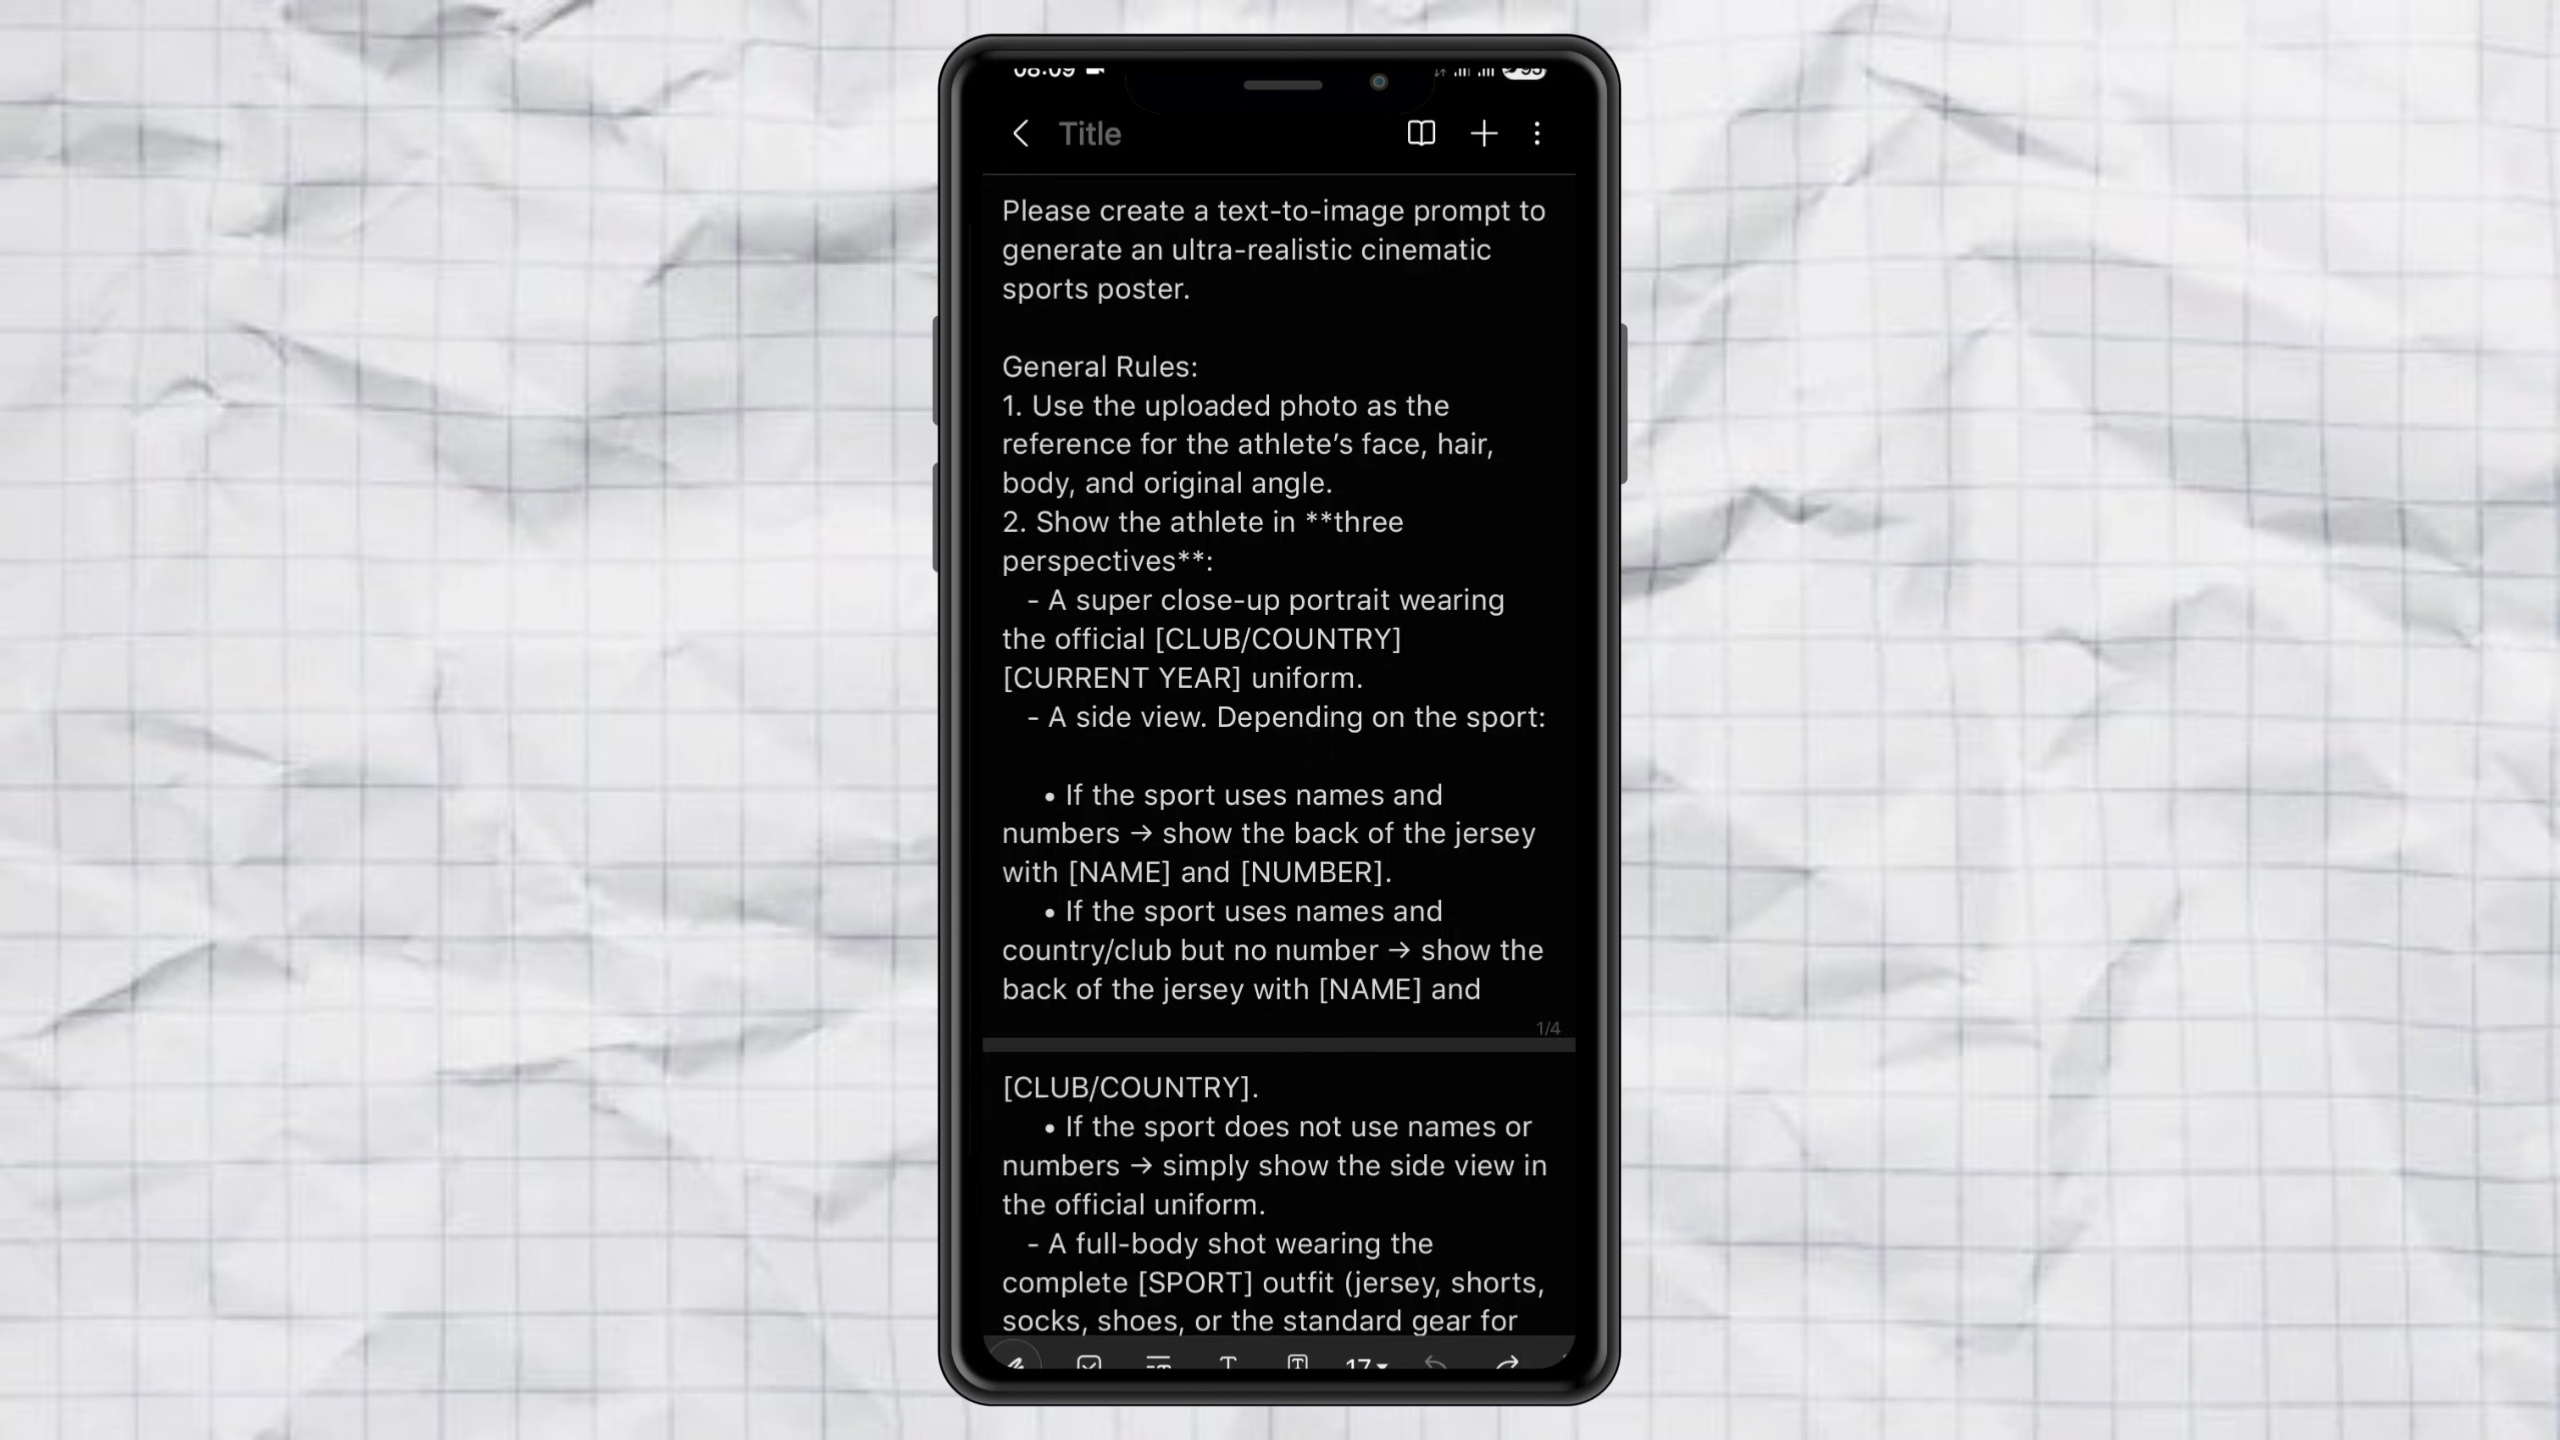 08:09
95
Title
Please create a text-to-image prompt to
generate an ultra-realistic cinematic
sports poster.
General Rules:
1. Use the uploaded photo as the
reference for the athlete’s face, hair,
body, and original angle.
2. Show the athlete in **three
perspectives**:
- A super close-up portrait wearing
the official [CLUB/COUNTRY]
[CURRENT YEAR] uniform.
- A side view. Depending on the sport:
• If the sport uses names and
numbers → show the back of the jersey
with [NAME] and [NUMBER].
• If the sport uses names and
country/club but no number → show the
back of the jersey with [NAME] and
1/4
[CLUB/COUNTRY].
• If the sport does not use names or
numbers → simply show the side view in
the official uniform.
- A full-body shot wearing the
complete [SPORT] outfit (jersey, shorts,
socks, shoes, or the standard gear for
17